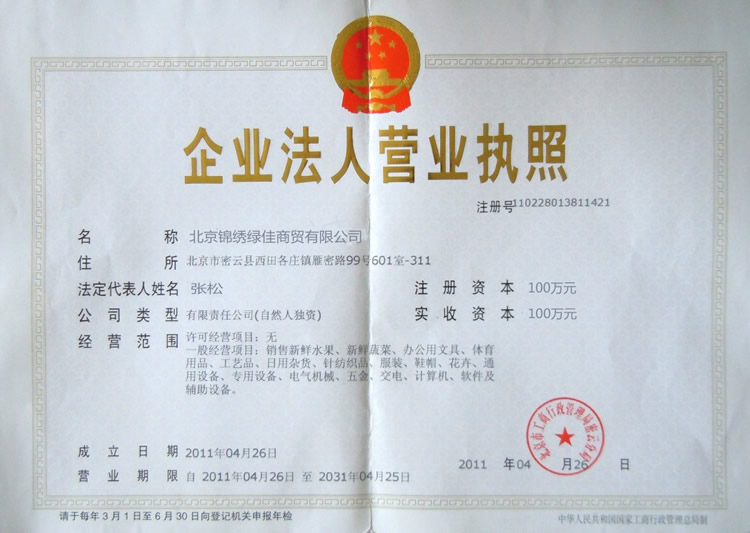 企业法人营业执照
注册号110228013811421
名 称 北京锦绣绿佳商贸有限公司
住 所 北京市密云县西田各庄镇雁密路99号601室-311
法定代表人姓名 张松 注 册 资 本 100万元
公 司 类 型 有限责任公司(自然人独资) 实 收 资 本 100万元
经 营 范 围 许可经营项目：无
一般经营项目：销售新鲜水果、新鲜蔬菜、办公用文具、体育
用品、工艺品、日用杂货、针纺织品、服装、鞋帽、花卉、通
用设备、专用设备、电气机械、五金、交电、计算机、软件及
辅助设备。
北京市工商行政管理局密云分局
成 立 日 期 2011年04月26日
2011 年04 月26 日
营 业 期 限 自 2011年04月26日 至 2031年04月25日
请于每年3月1日至6月30日向登记机关申报年检
中华人民共和国国家工商行政管理总局制